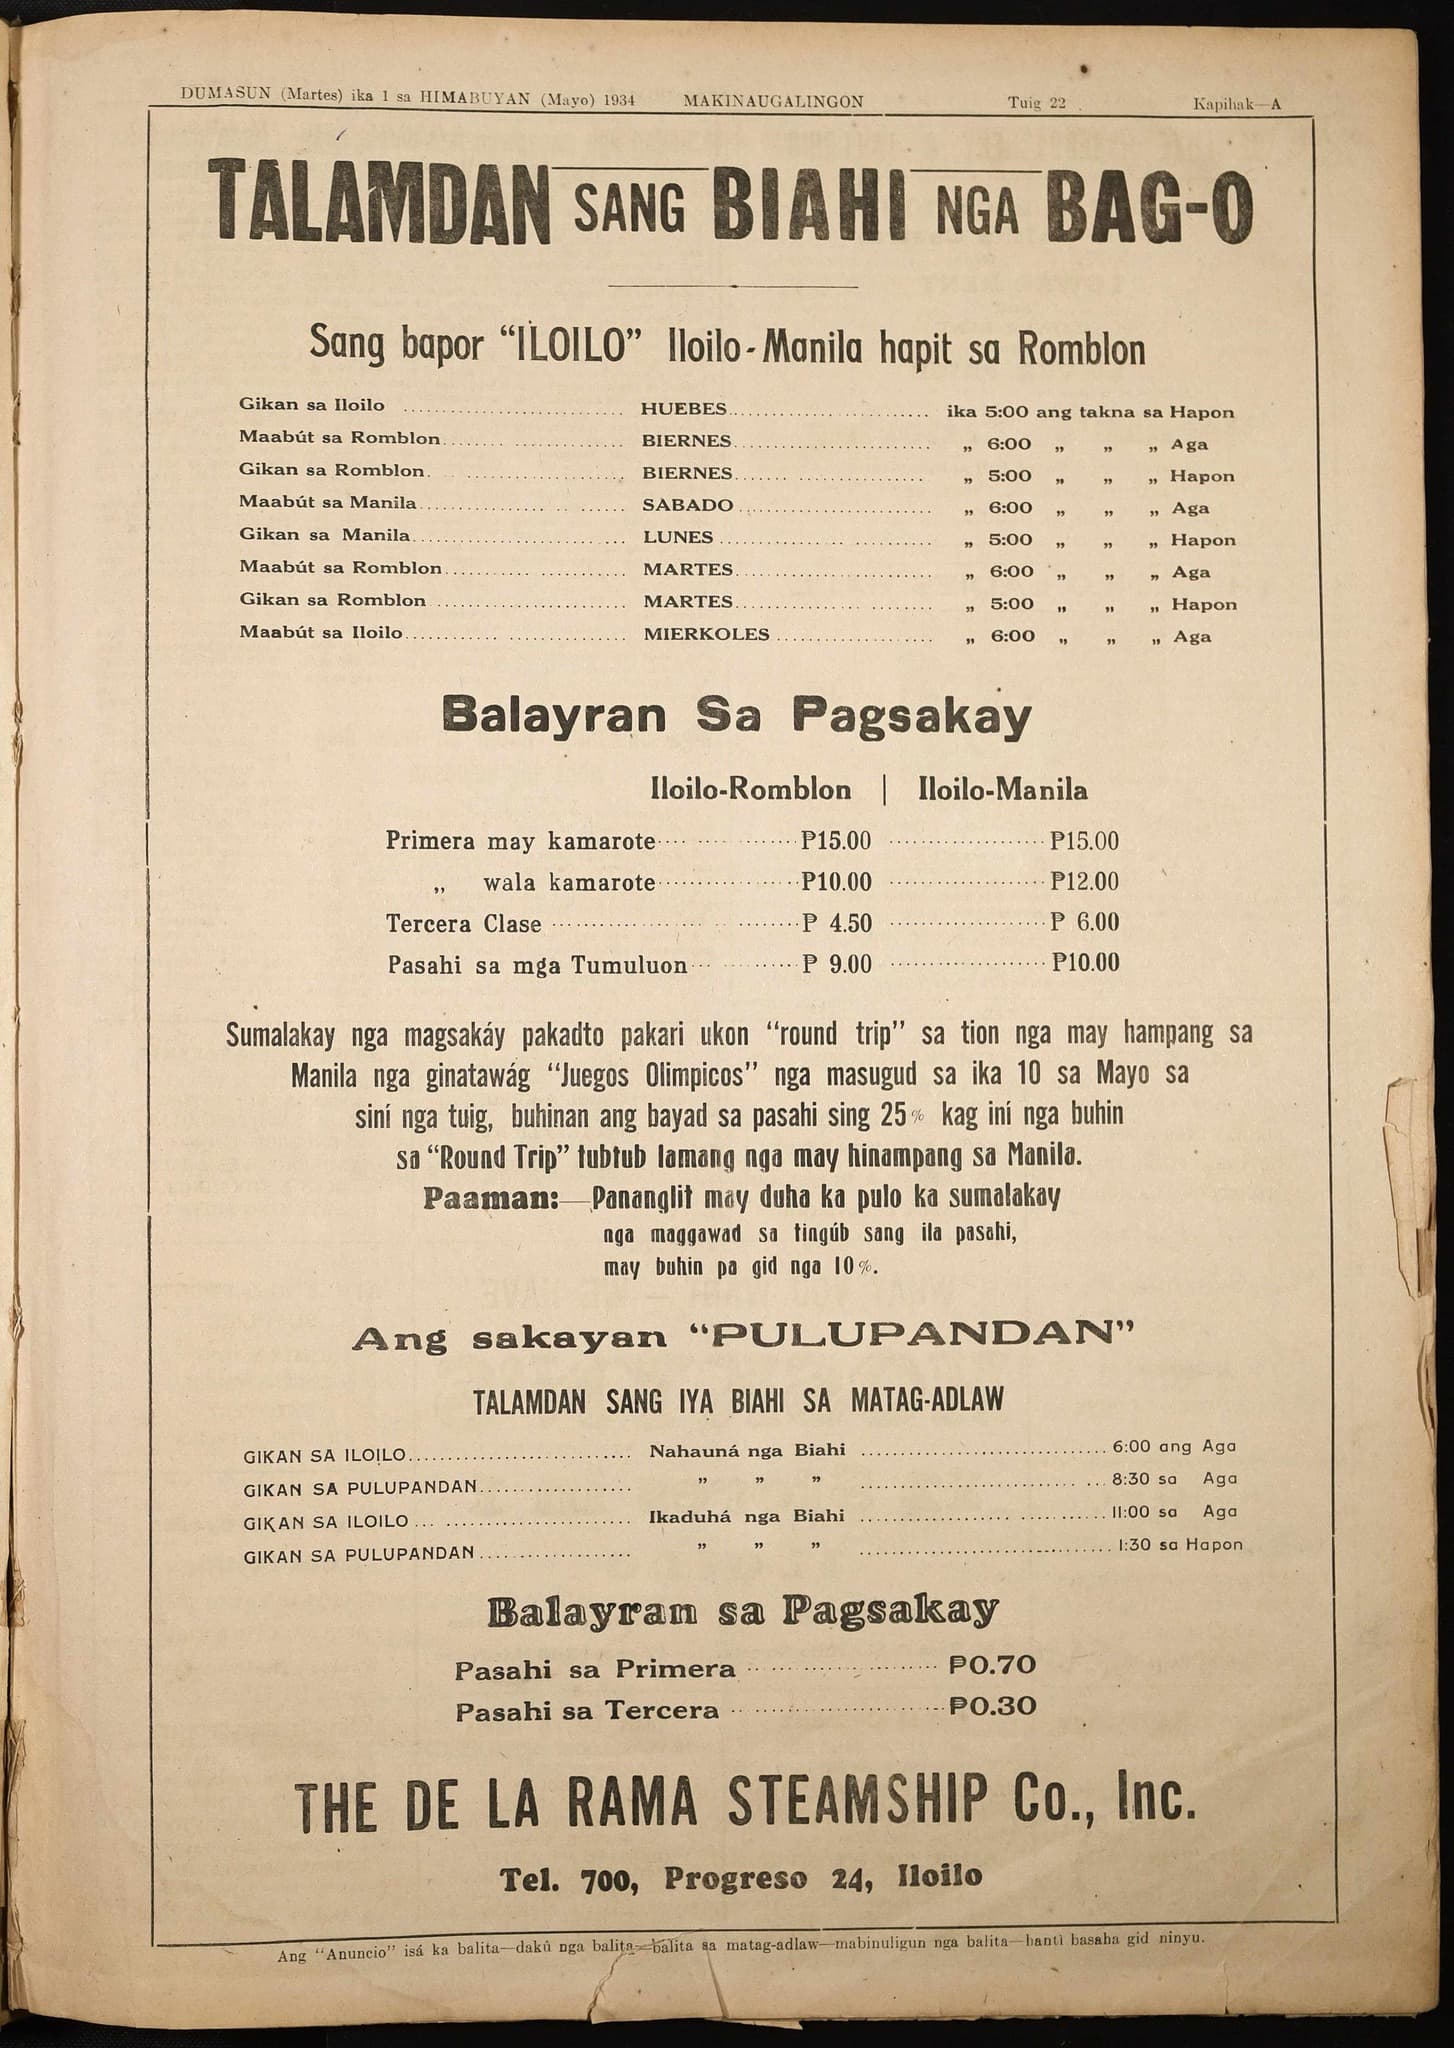 DUMASUN (Martes) ika 1 sa HIMABUYAN (Mayo) 1934 MAKINAUGALINGON Tuig 22 Kapihak—A
TALAMDAN SANG BIAHI NGA BAG-O
Sang bapor “ILOILO” Iloilo-Manila hapit sa Romblon
Gikan sa Iloilo ............ HUEBES ............ ika 5:00 ang takna sa Hapon
Maabút sa Romblon ............ BIERNES ............ „ 6:00 „ „ „ Aga
Gikan sa Romblon ............ BIERNES ............ „ 5:00 „ „ „ Hapon
Maabút sa Manila ............ SABADO ............ „ 6:00 „ „ „ Aga
Gikan sa Manila ............ LUNES ............ „ 5:00 „ „ „ Hapon
Maabút sa Romblon ............ MARTES ............ „ 6:00 „ „ „ Aga
Gikan sa Romblon ............ MARTES ............ „ 5:00 „ „ „ Hapon
Maabút sa Iloilo ............ MIERKOLES ............ „ 6:00 „ „ „ Aga
Balayran Sa Pagsakay
Iloilo-Romblon | Iloilo-Manila
Primera may kamarote ............ ₱15.00 ............ ₱15.00
„ wala kamarote ............ ₱10.00 ............ ₱12.00
Tercera Clase ............ ₱ 4.50 ............ ₱ 6.00
Pasahi sa mga Tumuluon ............ ₱ 9.00 ............ ₱10.00
Sumalakay nga magsakáy pakadto pakari ukon “round trip” sa tion nga may hampang sa
Manila nga ginatawág “Juegos Olimpicos” nga masugud sa ika 10 sa Mayo sa
siní nga tuig, buhinan ang bayad sa pasahi sing 25% kag iní nga buhin
sa “Round Trip” tubtub lamang nga may hinampang sa Manila.
Paaman:—Pananglit may duha ka pulo ka sumalakay
nga maggawad sa tingúb sang ila pasahi,
may buhin pa gid nga 10%.
Ang sakayan “PULUPANDAN”
TALAMDAN SANG IYA BIAHI SA MATAG-ADLAW
GIKAN SA ILOILO ............ Nahauná nga Biahi ............ 6:00 ang Aga
GIKAN SA PULUPANDAN ............ ” ” ” ............ 8:30 sa Aga
GIKAN SA ILOILO ............ Ikaduhá nga Biahi ............ 11:00 sa Aga
GIKAN SA PULUPANDAN ............ ” ” ” ............ 1:30 sa Hapon
Balayran sa Pagsakay
Pasahi sa Primera ............ ₱0.70
Pasahi sa Tercera ............ ₱0.30
THE DE LA RAMA STEAMSHIP Co., Inc.
Tel. 700, Progreso 24, Iloilo
Ang “Anuncio” isá ka balita—dakû nga balita—balita sa matag-adlaw—mabinuligun nga balita—banti basaha gid ninyu.